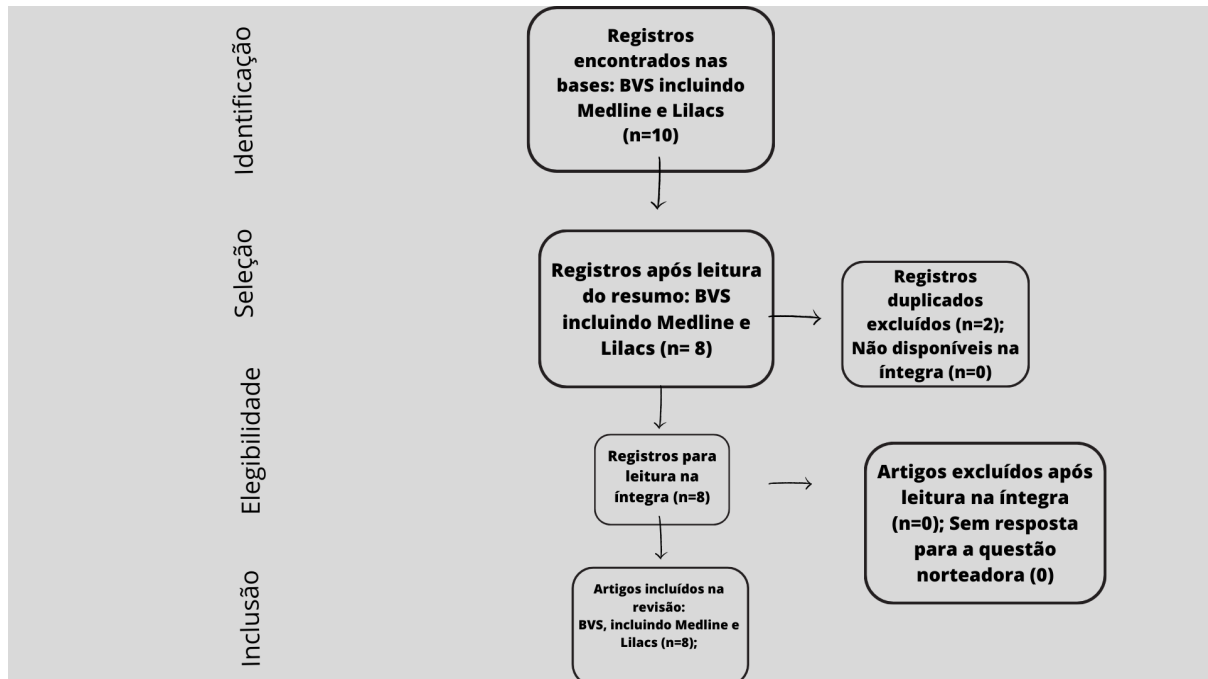 Identificação
Registros
encontrados nas
bases: BVS incluindo
Medline e Lilacs
(n=10)
Seleção
Registros após leitura
do resumo: BVS
incluindo Medline e
Lilacs (n= 8)
Registros
duplicados
excluídos (n=2);
Não disponíveis na
íntegra (n=0)
Elegibilidade
Registros para
leitura na
íntegra (n=8)
Artigos excluídos após
leitura na íntegra
(n=0); Sem resposta
para a questão
norteadora (0)
Inclusão
Artigos incluídos na
revisão:
BVS, incluindo Medline e
Lilacs (n=8);